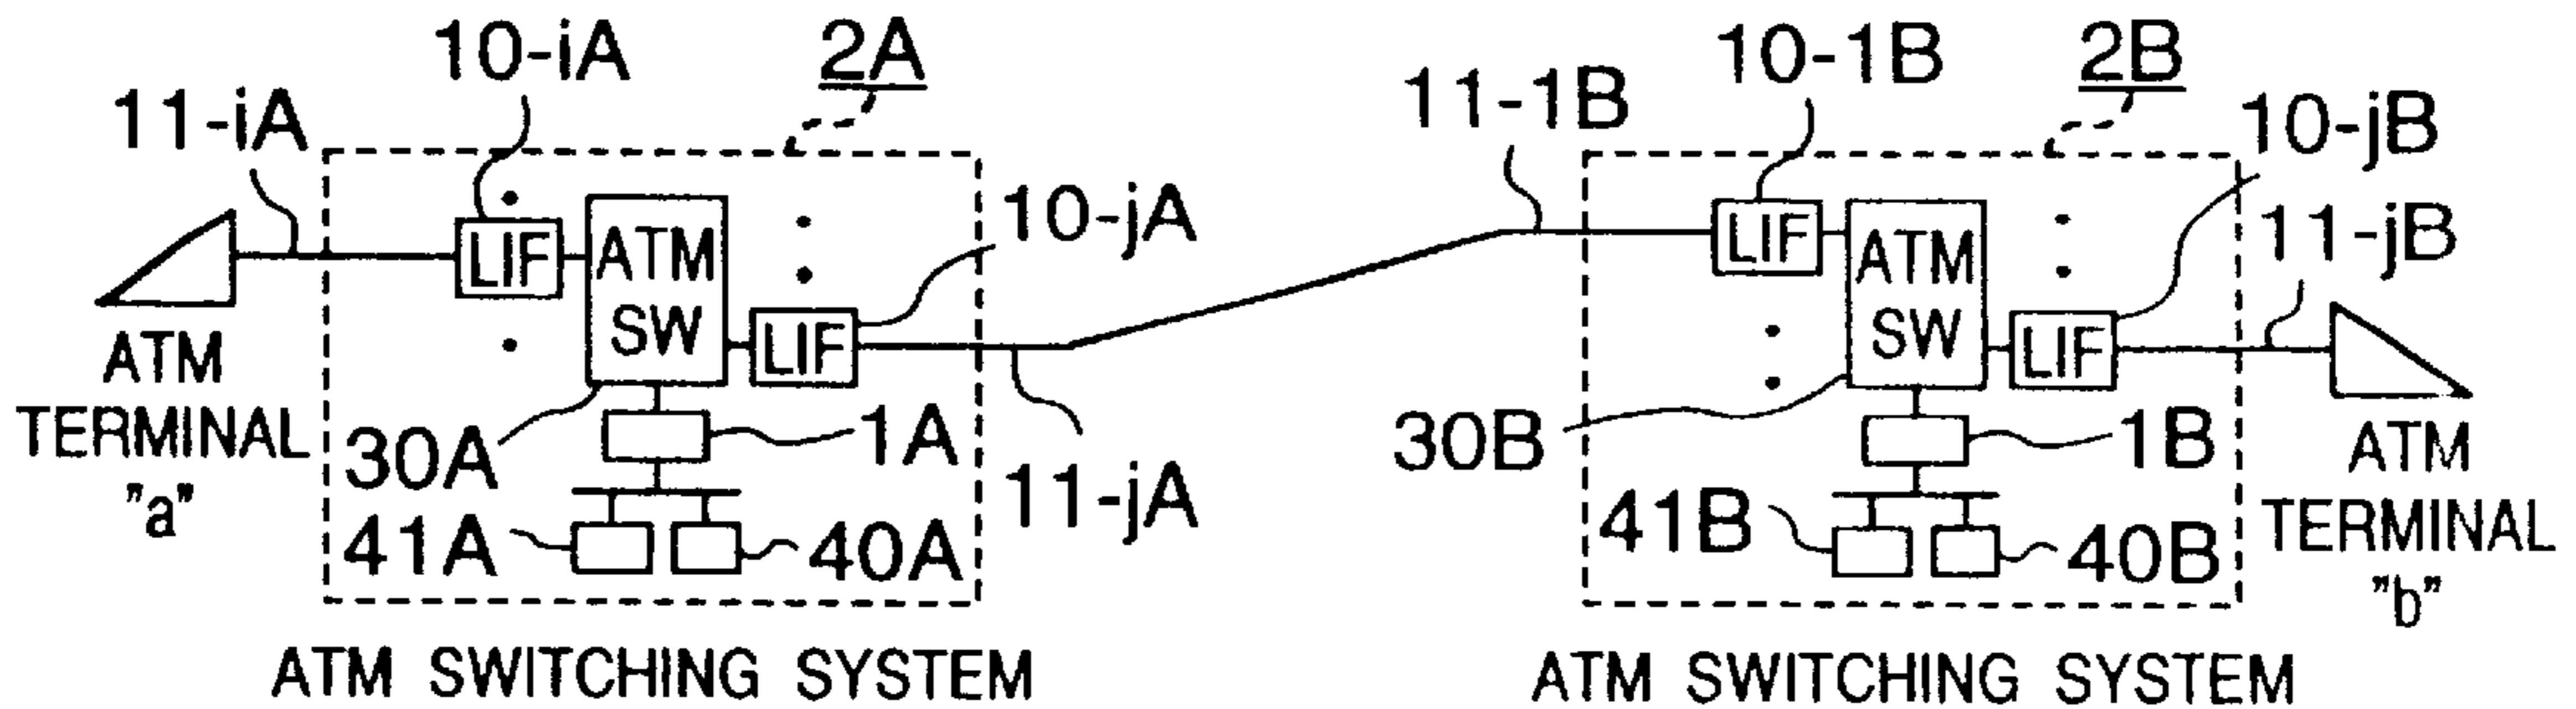 10-iA
2A
11-iA
LIF
ATM
SW
10-jA
LIF
ATM
TERMINAL
"a"
30A
1A
11-jA
41A
40A
ATM SWITCHING SYSTEM
10-1B
2B
11-1B
10-jB
LIF
ATM
SW
11-jB
LIF
30B
1B
ATM
TERMINAL
"b"
41B
40B
ATM SWITCHING SYSTEM